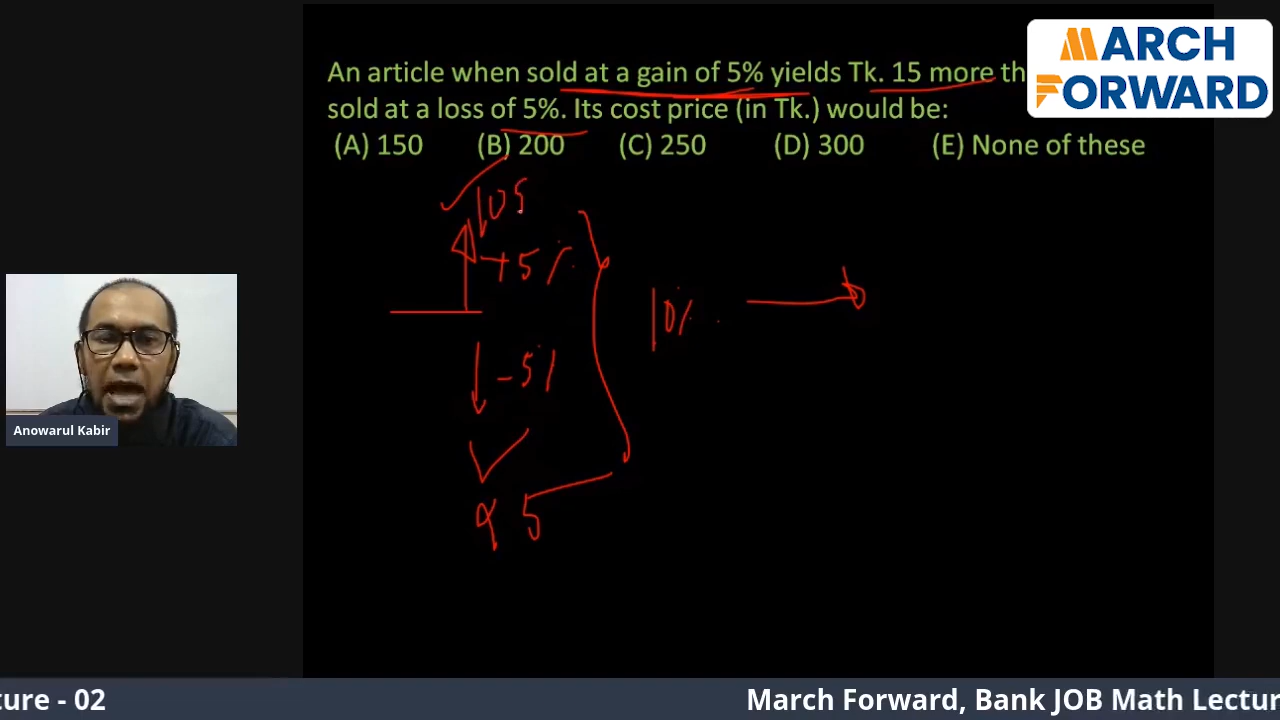 MARCH
FORWARD
An article when sold at a gain of 5% yields Tk. 15 more th
sold at a loss of 5%. Its cost price (in Tk.) would be:
(A) 150 (B) 200 (C) 250 (D) 300 (E) None of these
105
+5%
10%
-5%
95
Anowarul Kabir
ture - 02 March Forward, Bank JOB Math Lectur